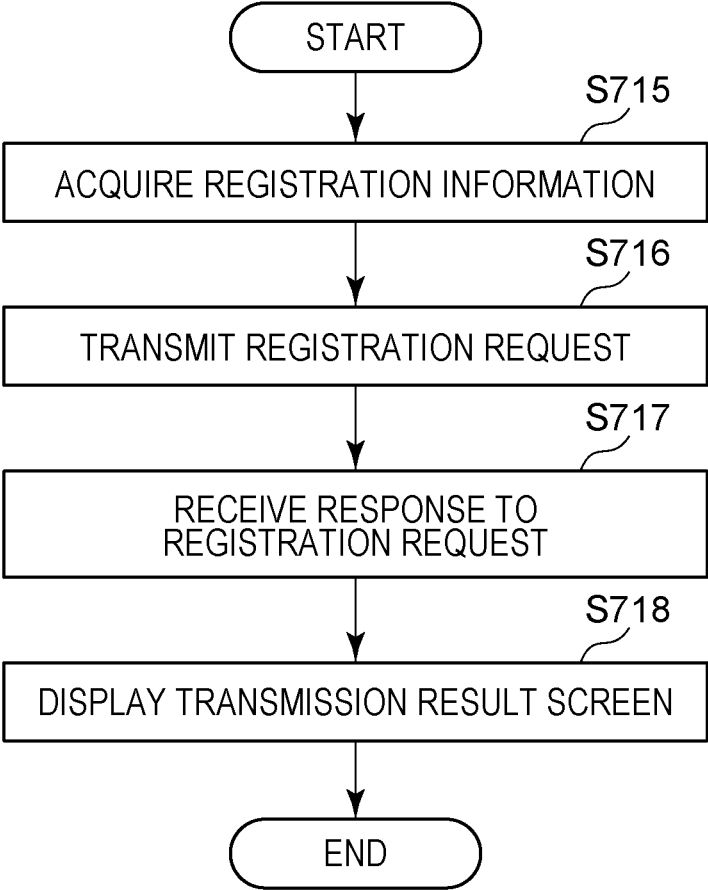 START
S715
ACQUIRE REGISTRATION INFORMATION
S716
TRANSMIT REGISTRATION REQUEST
S717
RECEIVE RESPONSE TO
REGISTRATION REQUEST
S718
DISPLAY TRANSMISSION RESULT SCREEN
END